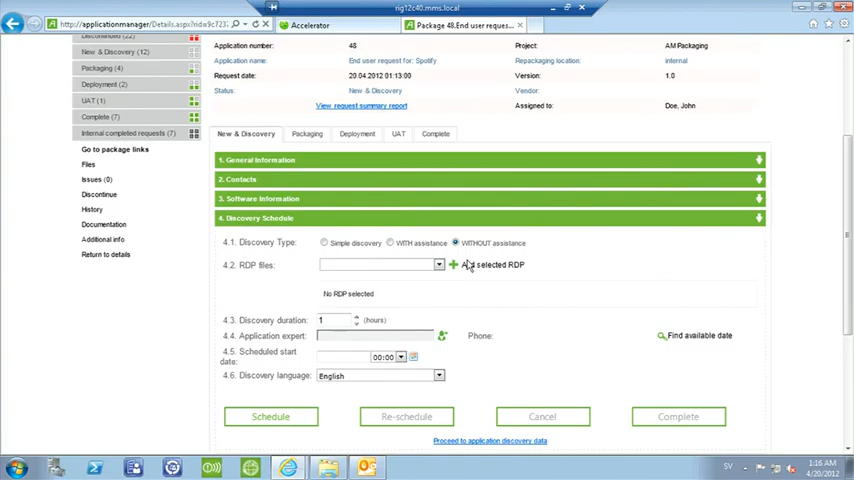 rig12c40.mms.local
http://applicationmanager/Details.aspx?
Accelerator
Package 48.End user reques...
Discontinued (22)
New & Discovery (12)
Packaging (4)
Deployment (2)
UAT (1)
Complete (7)
Internal completed requests (7)
Go to package links
Files
Issues (0)
Discontinue
History
Documentation
Additional info
Return to details
Application number: 48 Project: AM Packaging
Application name: End user request for: Spotify Repackaging location: internal
Request date: 20.04.2012 01:13:00 Version: 1.0
Status: New & Discovery Vendor:
View request summary report Assigned to: Doe, John
New & Discovery Packaging Deployment UAT Complete
1. General Information
2. Contacts
3. Software Information
4. Discovery Schedule
4.1. Discovery Type: Simple discovery WITH assistance WITHOUT assistance
4.2. RDP files: selected RDP
No RDP selected
4.3. Discovery duration: 1 (hours)
4.4. Application expert: Phone: Find available date
4.5. Scheduled start
date: 00:00
4.6. Discovery language: English
Schedule Re-schedule Cancel Complete
Proceed to application discovery data
SV
1:16 AM
4/20/2012